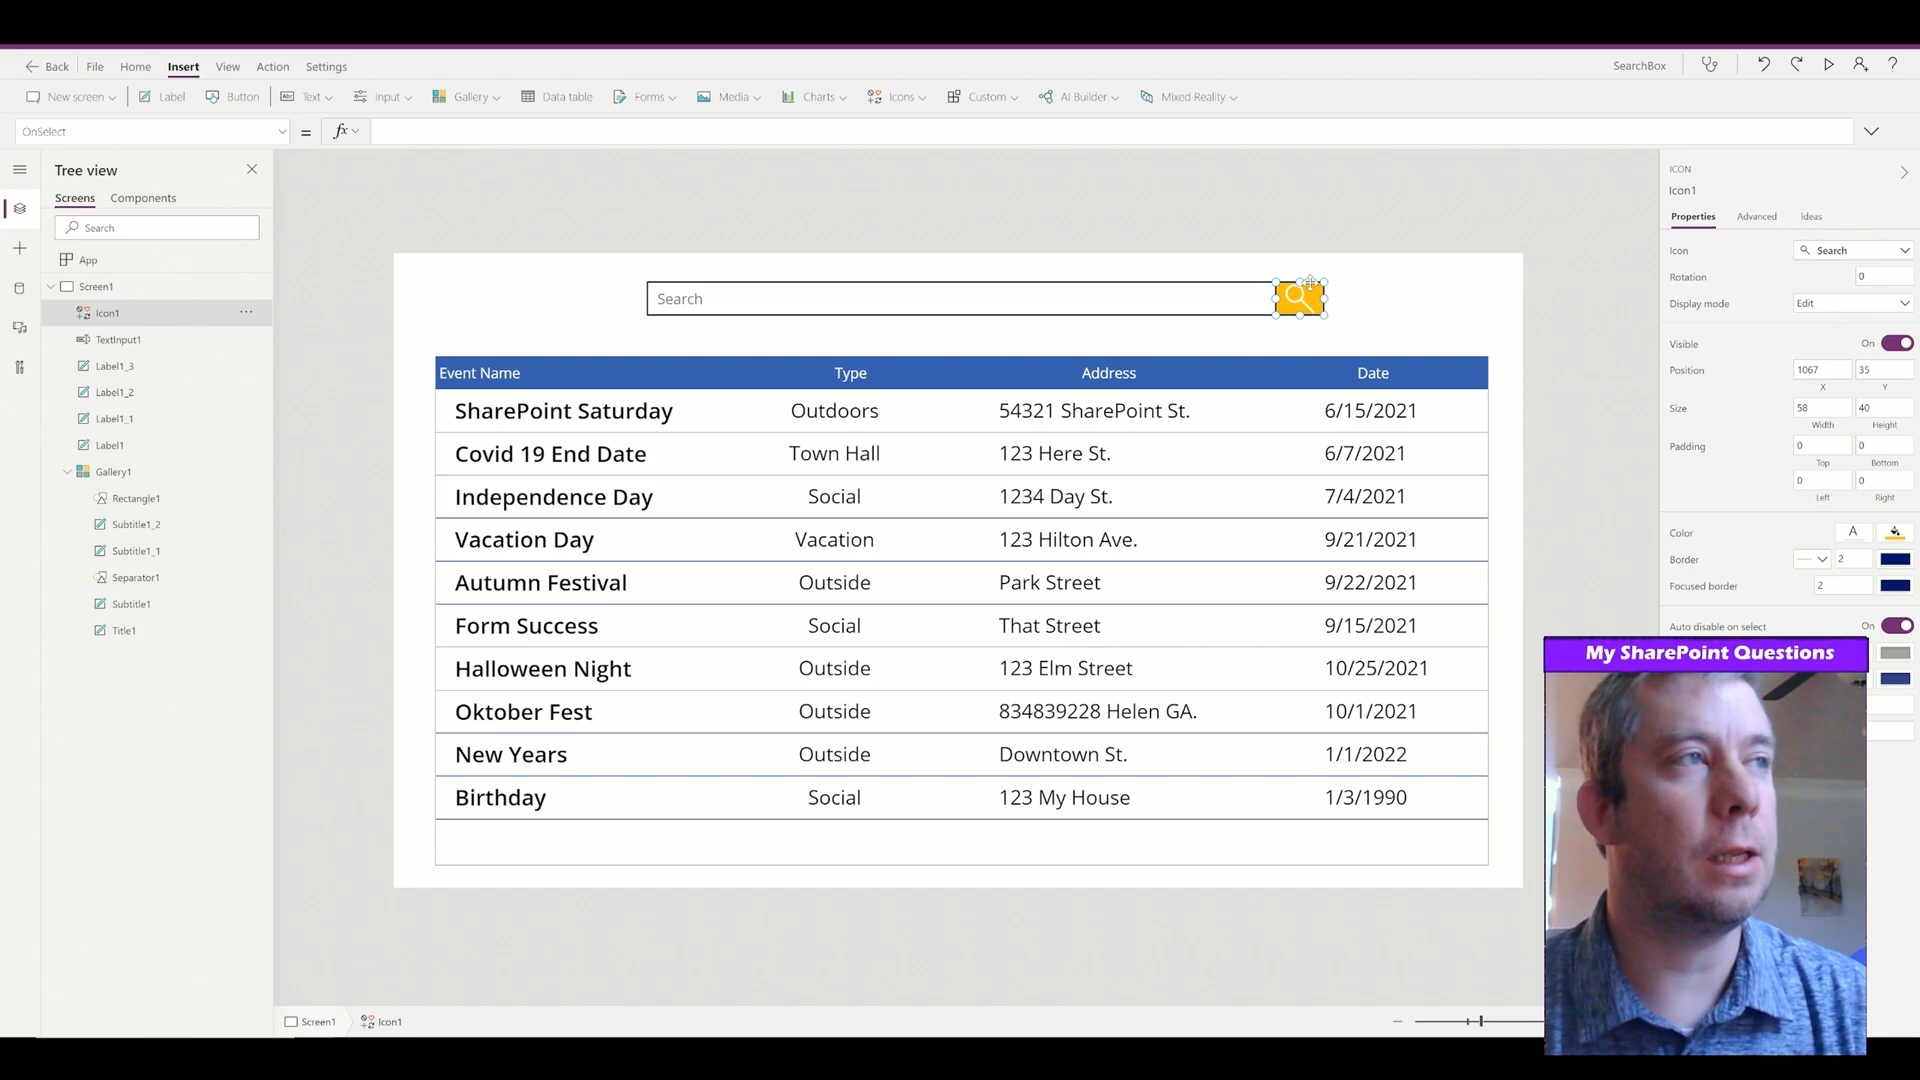 Back File Home Insert View Action Settings SearchBox ?
New screen Label Button Text Input Gallery Data table Forms Media Charts Icons Custom AI Builder Mixed Reality
OnSelect = fx
Tree view
Screens Components
Search
App
Screen1
Icon1 ...
TextInput1
Label1_3
Label1_2
Label1_1
Label1
Gallery1
Rectangle1
Subtitle1_2
Subtitle1_1
Separator1
Subtitle1
Title1
Search
Event Name Type Address Date
SharePoint Saturday Outdoors 54321 SharePoint St. 6/15/2021
Covid 19 End Date Town Hall 123 Here St. 6/7/2021
Independence Day Social 1234 Day St. 7/4/2021
Vacation Day Vacation 123 Hilton Ave. 9/21/2021
Autumn Festival Outside Park Street 9/22/2021
Form Success Social That Street 9/15/2021
Halloween Night Outside 123 Elm Street 10/25/2021
Oktober Fest Outside 834839228 Helen GA. 10/1/2021
New Years Outside Downtown St. 1/1/2022
Birthday Social 123 My House 1/3/1990
Screen1 Icon1
ICON
Icon1
Properties Advanced Ideas
Icon Search
Rotation 0
Display mode Edit
Visible On
Position 1067 35
X Y
Size 58 40
Width Height
Padding 0 0
Top Bottom
0 0
Left Right
Color A
Border 2
Focused border 2
Auto disable on select On
My SharePoint Questions